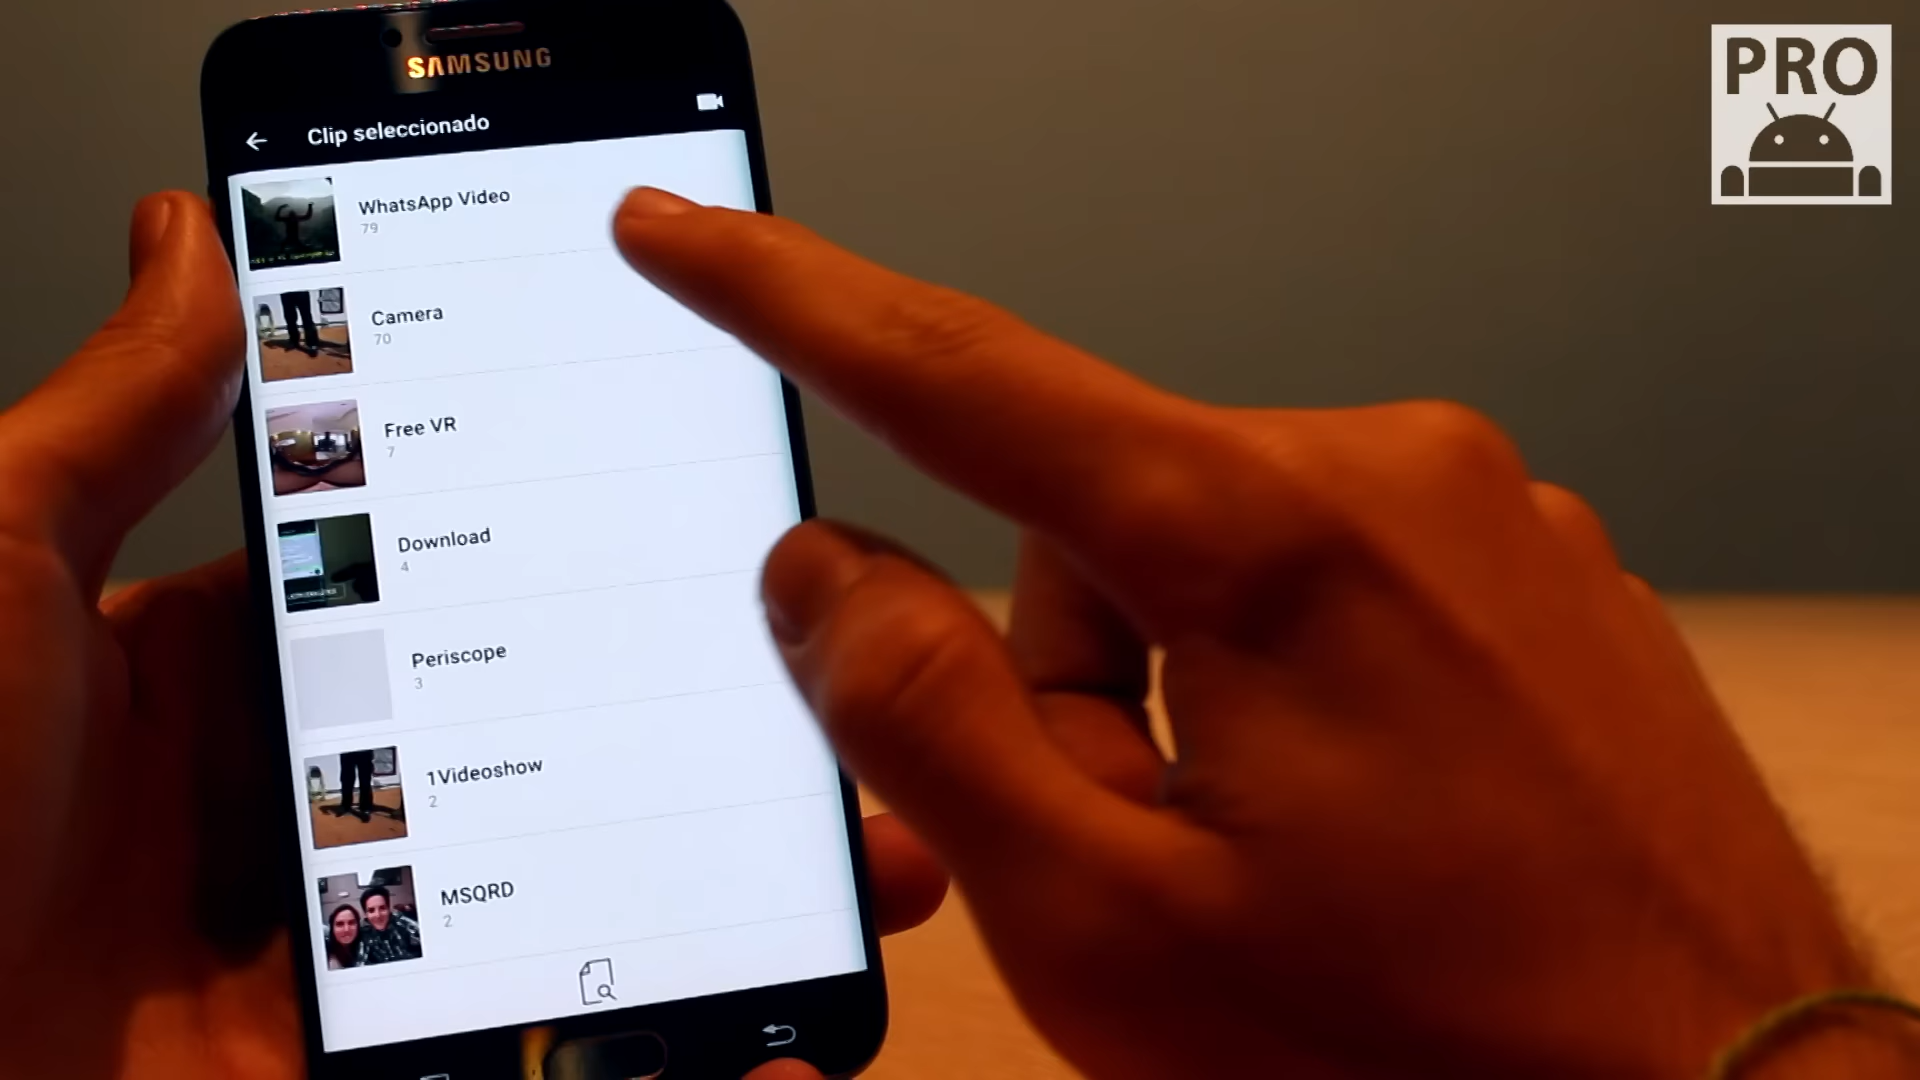 PRO
SAMSUNG
Clip seleccionado
WhatsApp Video
79
Camera
70
Free VR
7
Download
4
Periscope
3
1Videoshow
2
MSQRD
2